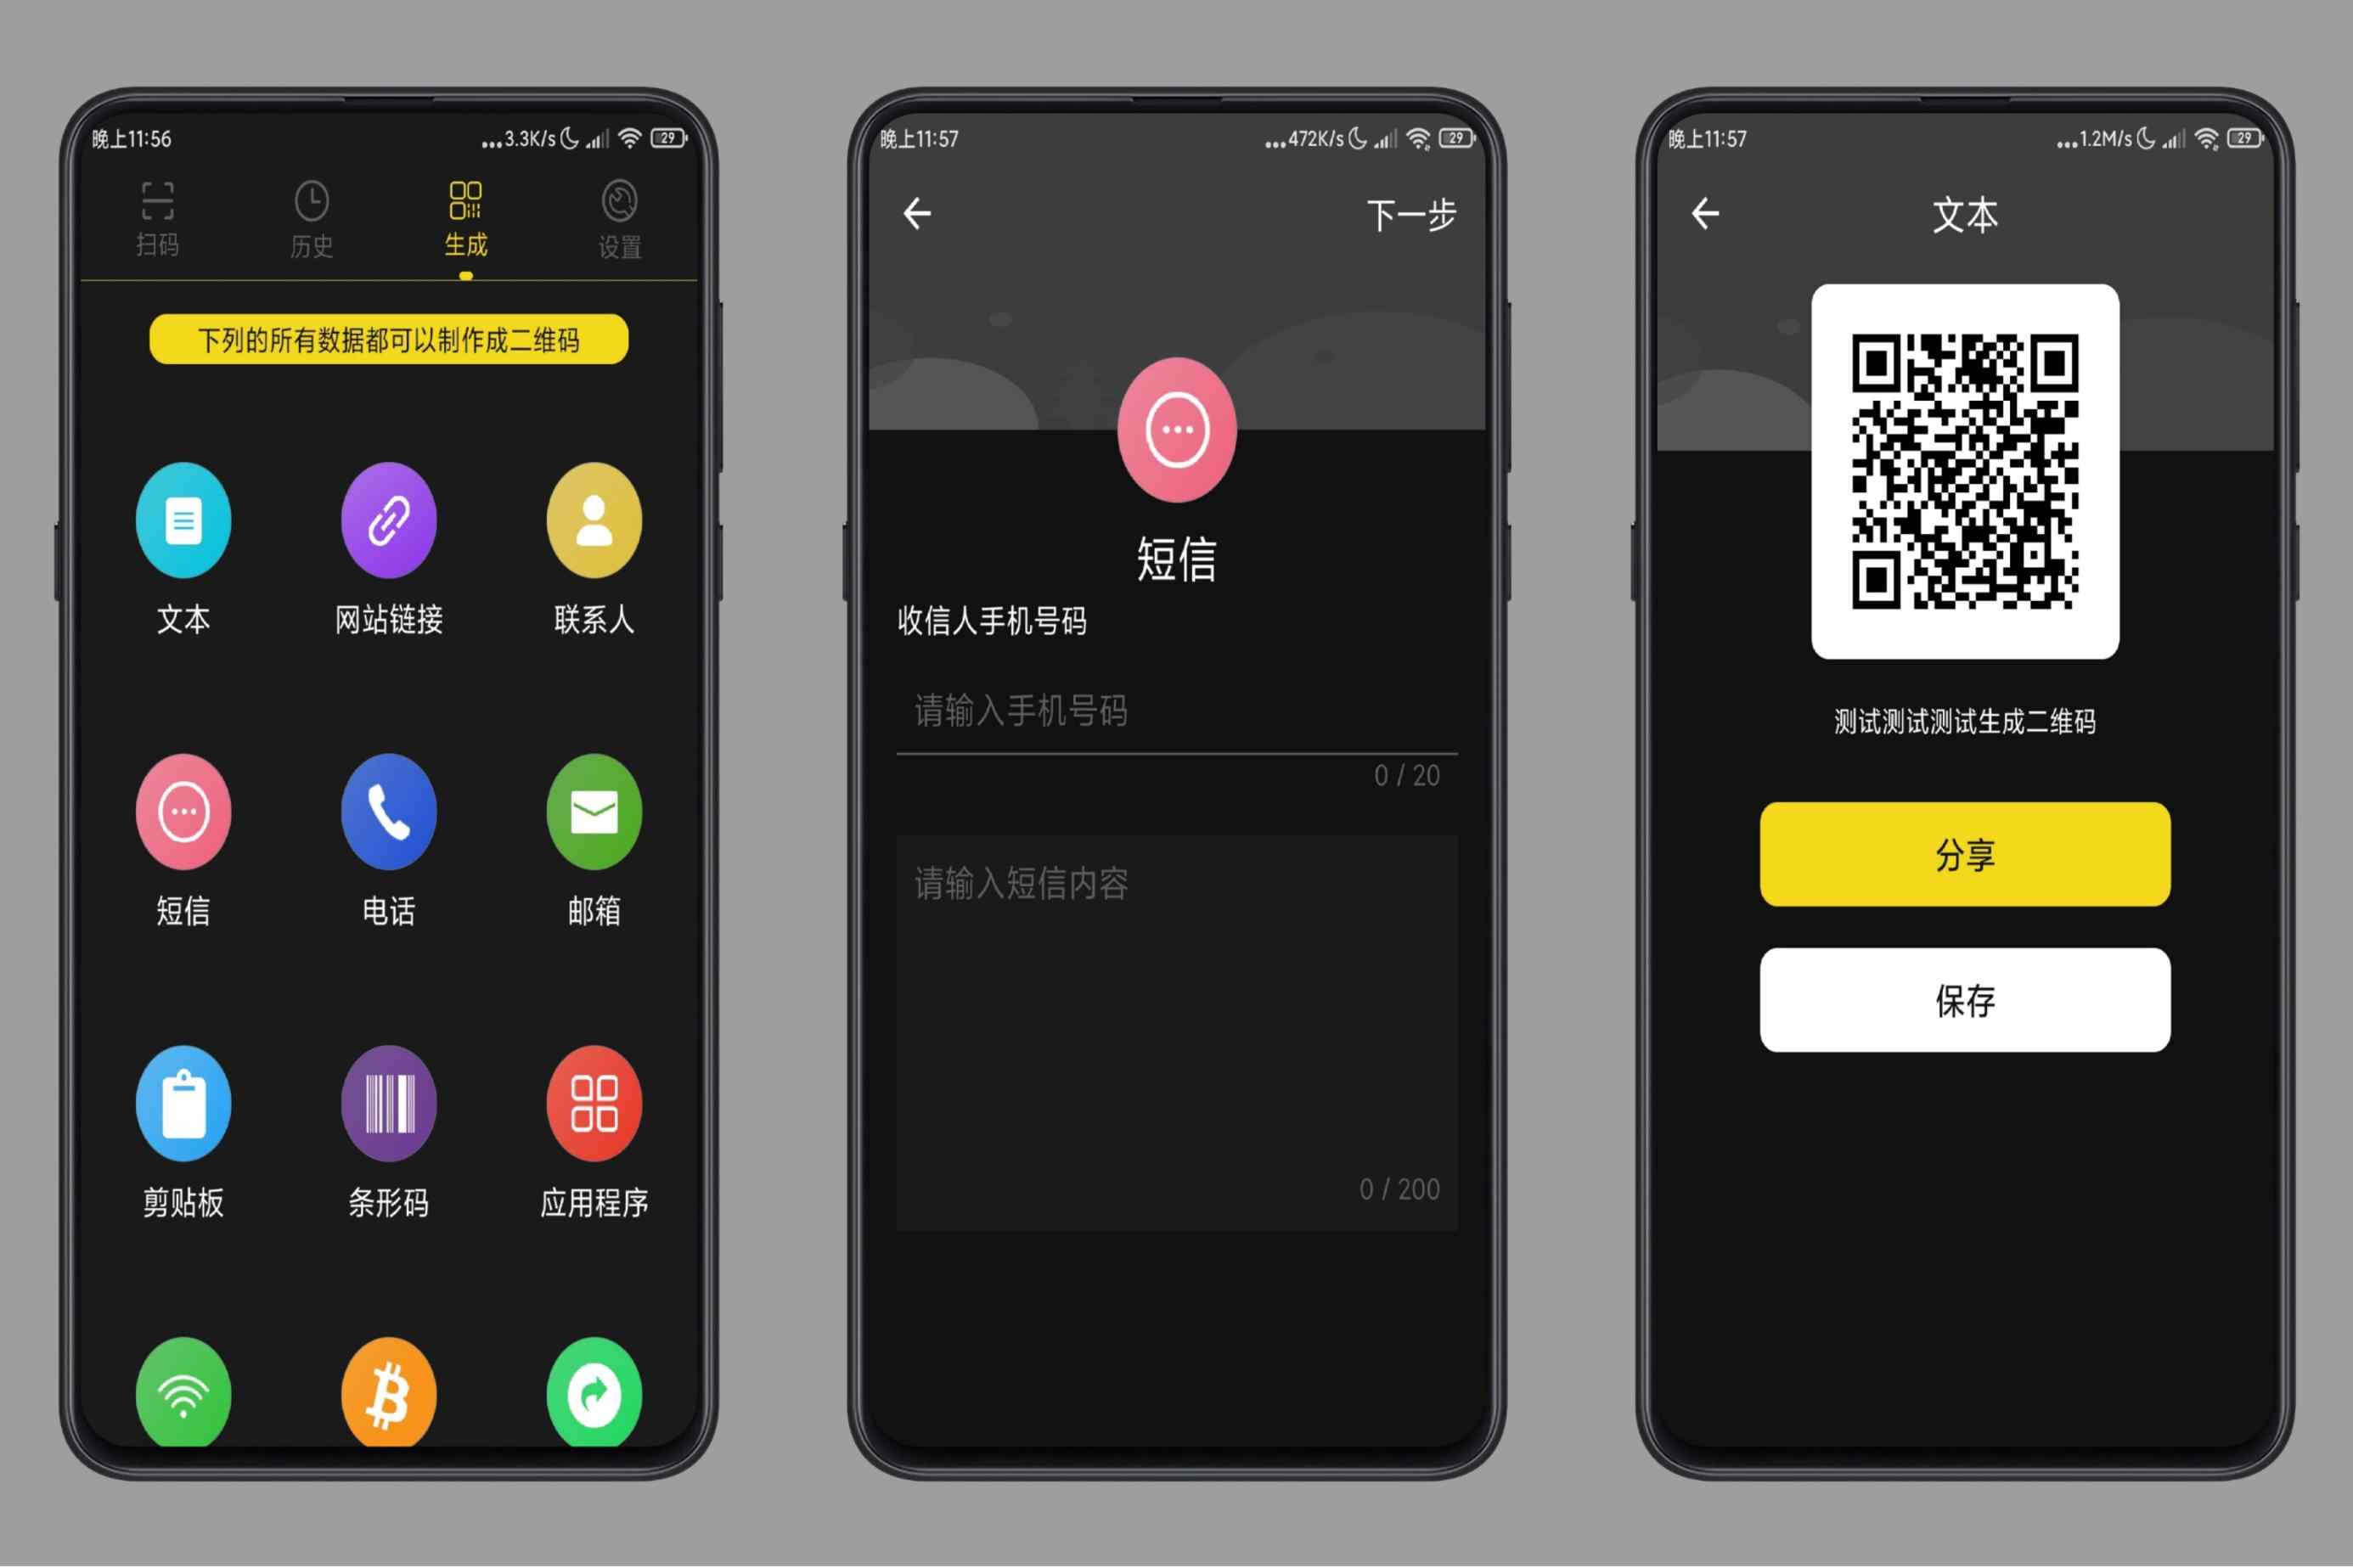 晚上11:56
...3.3K/s
29
扫码
历史
生成
设置
下列的所有数据都可以制作成二维码
文本
网站链接
联系人
短信
电话
邮箱
剪贴板
条形码
应用程序
晚上11:57
...472K/s
29
下一步
短信
收信人手机号码
请输入手机号码
0 / 20
请输入短信内容
0 / 200
晚上11:57
...1.2M/s
29
文本
测试测试测试生成二维码
分享
保存